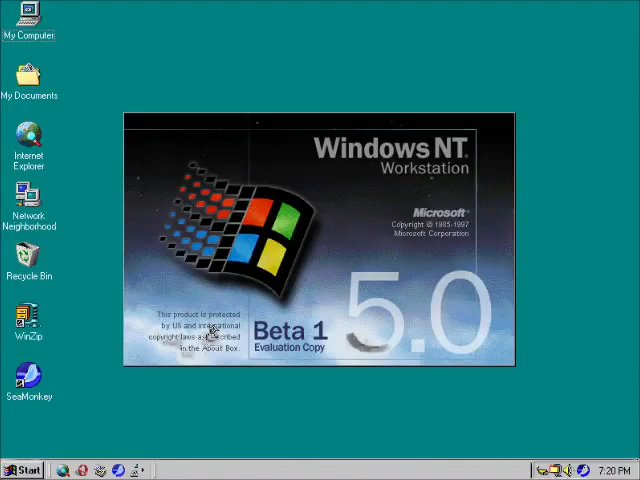 My Computer
My Documents
Internet
Explorer
Network
Neighborhood
Recycle Bin
WinZip
SeaMonkey
Windows NT
Workstation
Microsoft
Copyright © 1985-1997
Microsoft Corporation
5.0
This product is protected
by US and international
copyright laws as described
in the About Box.
Beta 1
Evaluation Copy
Start
7:20 PM